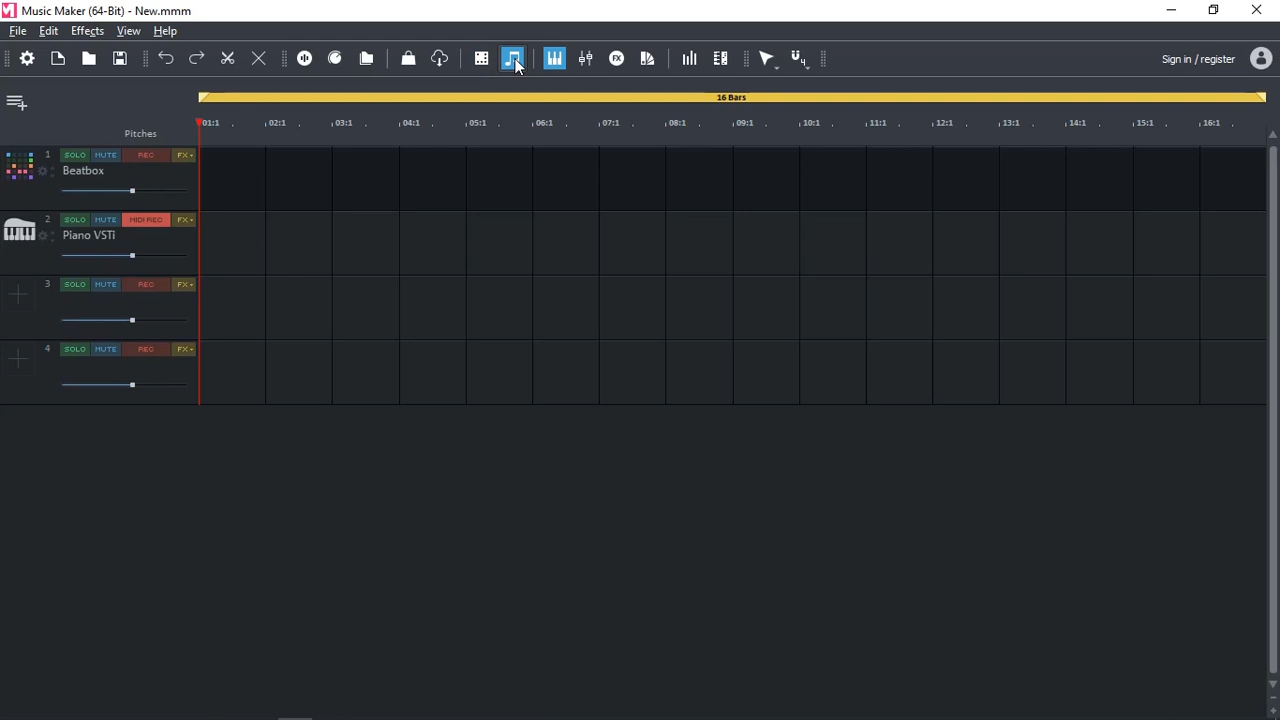 Music Maker (64-Bit) - New.mmm
File Edit Effects View Help
Sign in / register
16 Bars
01:1 02:1 03:1 04:1 05:1 06:1 07:1 08:1 09:1 10:1 11:1 12:1 13:1 14:1 15:1 16:1
Pitches
1 SOLO MUTE REC FX
Beatbox
2 SOLO MUTE MIDI REC FX
Piano VSTi
3 SOLO MUTE REC FX
4 SOLO MUTE REC FX